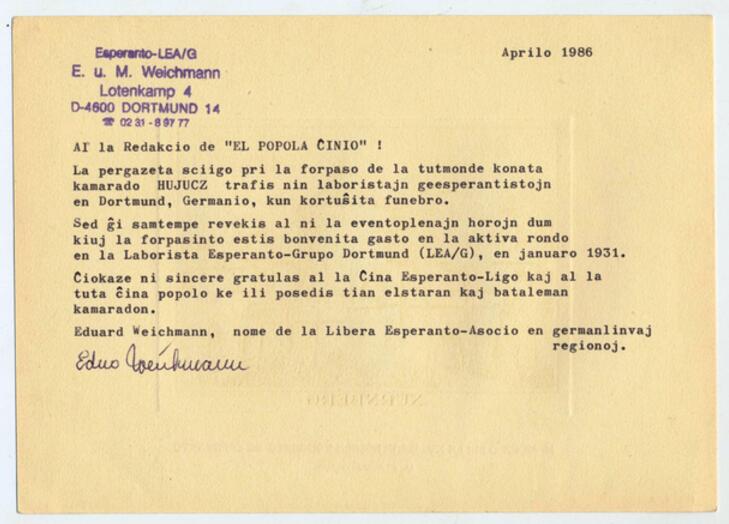 Esperanto-LEA/G
E. u. M. Weichmann
Lotenkamp 4
D-4600 DORTMUND 14
☎ 02 31 - 8 97 77
Aprilo 1986
Al la Redakcio de "EL POPOLA ĈINIO" !
La pergazeta sciigo pri la forpaso de la tutmonde konata
kamarado HUJUCZ trafis nin laboristajn geesperantistojn
en Dortmund, Germanio, kun kortuŝita funebro.
Sed ĝi samtempe revekis al ni la eventoplenajn horojn dum
kiuj la forpasinto estis bonvenita gasto en la aktiva rondo
en la Laborista Esperanto-Grupo Dortmund (LEA/G), en januaro 1931.
Ĉiokaze ni sincere gratulas al la Ĉina Esperanto-Ligo kaj al la
tuta ĉina popolo ke ili posedis tian elstaran kaj bataleman
kamaradon.
Eduard Weichmann, nome de la Libera Esperanto-Asocio en germanlinvaj
regionoj.
Weichmann
NÜRNBERG